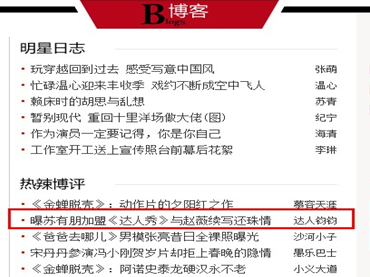 博客
Blogs
明星日志
玩穿越回到过去 感受写意中国风 张萌
忙碌温心迎来丰收季 戏约不断成空中飞人 温心
赖床时的胡思与乱想 苏青
暂别现代 重回十里洋场做大佬(图) 纪宁
作为演员一定要记得，你是你自己 海青
工作室开工送上宣传照台前幕后花絮 李琳
热辣博评
《金蝉脱壳》：动作片的夕阳红之作 慕容天涯
曝苏有朋加盟《达人秀》与赵薇续写还珠情 达人钧钧
《爸爸去哪儿》男模张亮昔日全裸照曝光 沙河小子
宋丹丹参演冯小刚贺岁片却拒上春晚的隐情 愚乐巴士
《金蝉脱壳》：阿诺史泰龙硬汉永不老 小义大道